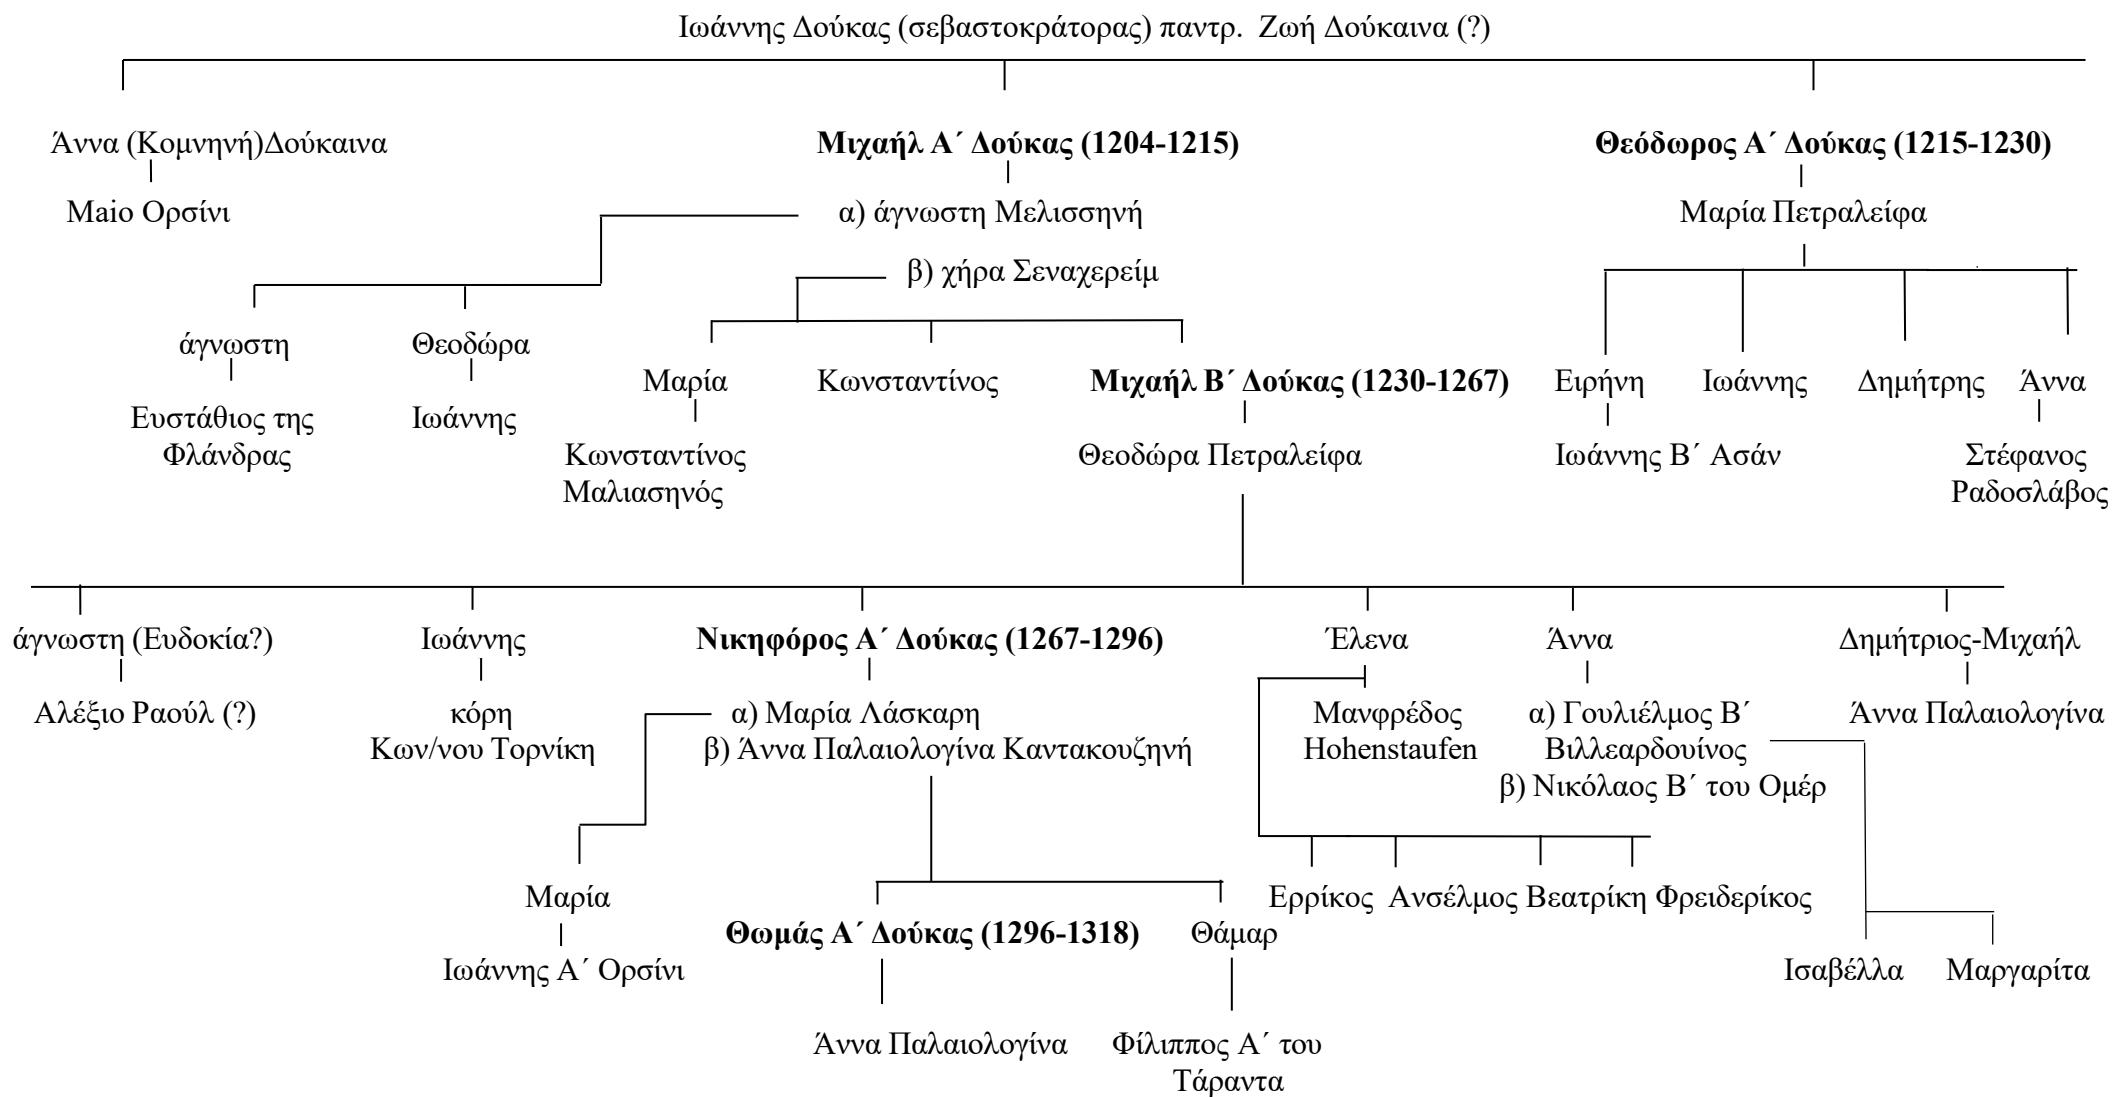 Ιωάννης Δούκας (σεβαστοκράτορας) παντρ. Ζωή Δούκαινα (?)
Άννα (Κομνηνή)Δούκαινα
Μιχαήλ Α΄ Δούκας (1204-1215)
Θεόδωρος Α΄ Δούκας (1215-1230)
Maio Ορσίνι
α) άγνωστη Μελισσηνή
Μαρία Πετραλείφα
β) χήρα Σεναχερείμ
άγνωστη
Θεοδώρα
Μαρία
Κωνσταντίνος
Μιχαήλ Β΄ Δούκας (1230-1267)
Ειρήνη
Ιωάννης
Δημήτρης
Άννα
Ευστάθιος της
Φλάνδρας
Ιωάννης
Κωνσταντίνος
Μαλιασηνός
Θεοδώρα Πετραλείφα
Ιωάννης Β΄ Ασάν
Στέφανος
Ραδοσλάβος
άγνωστη (Ευδοκία?)
Ιωάννης
Νικηφόρος Α΄ Δούκας (1267-1296)
Έλενα
Άννα
Δημήτριος-Μιχαήλ
Αλέξιο Ραούλ (?)
κόρη
Κων/νου Τορνίκη
α) Μαρία Λάσκαρη
β) Άννα Παλαιολογίνα Καντακουζηνή
Μανφρέδος
Hohenstaufen
α) Γουλιέλμος Β΄
Βιλλεαρδουίνος
β) Νικόλαος Β΄ του Ομέρ
Άννα Παλαιολογίνα
Μαρία
Ερρίκος
Ανσέλμος
Βεατρίκη
Φρειδερίκος
Θωμάς Α΄ Δούκας (1296-1318)
Θάμαρ
Ιωάννης Α΄ Ορσίνι
Ισαβέλλα
Μαργαρίτα
Άννα Παλαιολογίνα
Φίλιππος Α΄ του
Τάραντα